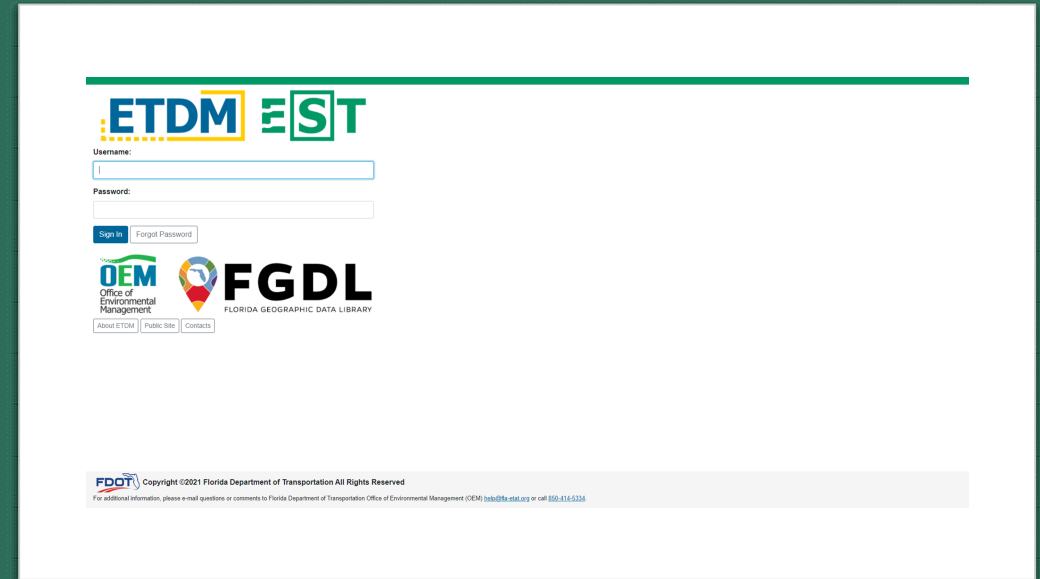 ETDM EST
Username:
Password:
Sign In Forgot Password
OEM
Office of
Environmental
Management
FGDL
FLORIDA GEOGRAPHIC DATA LIBRARY
About ETDM Public Site Contacts
FDOT Copyright ©2021 Florida Department of Transportation All Rights Reserved
For additional information, please e-mail questions or comments to Florida Department of Transportation Office of Environmental Management (OEM) help@fla-etat.org or call 850-414-5334.